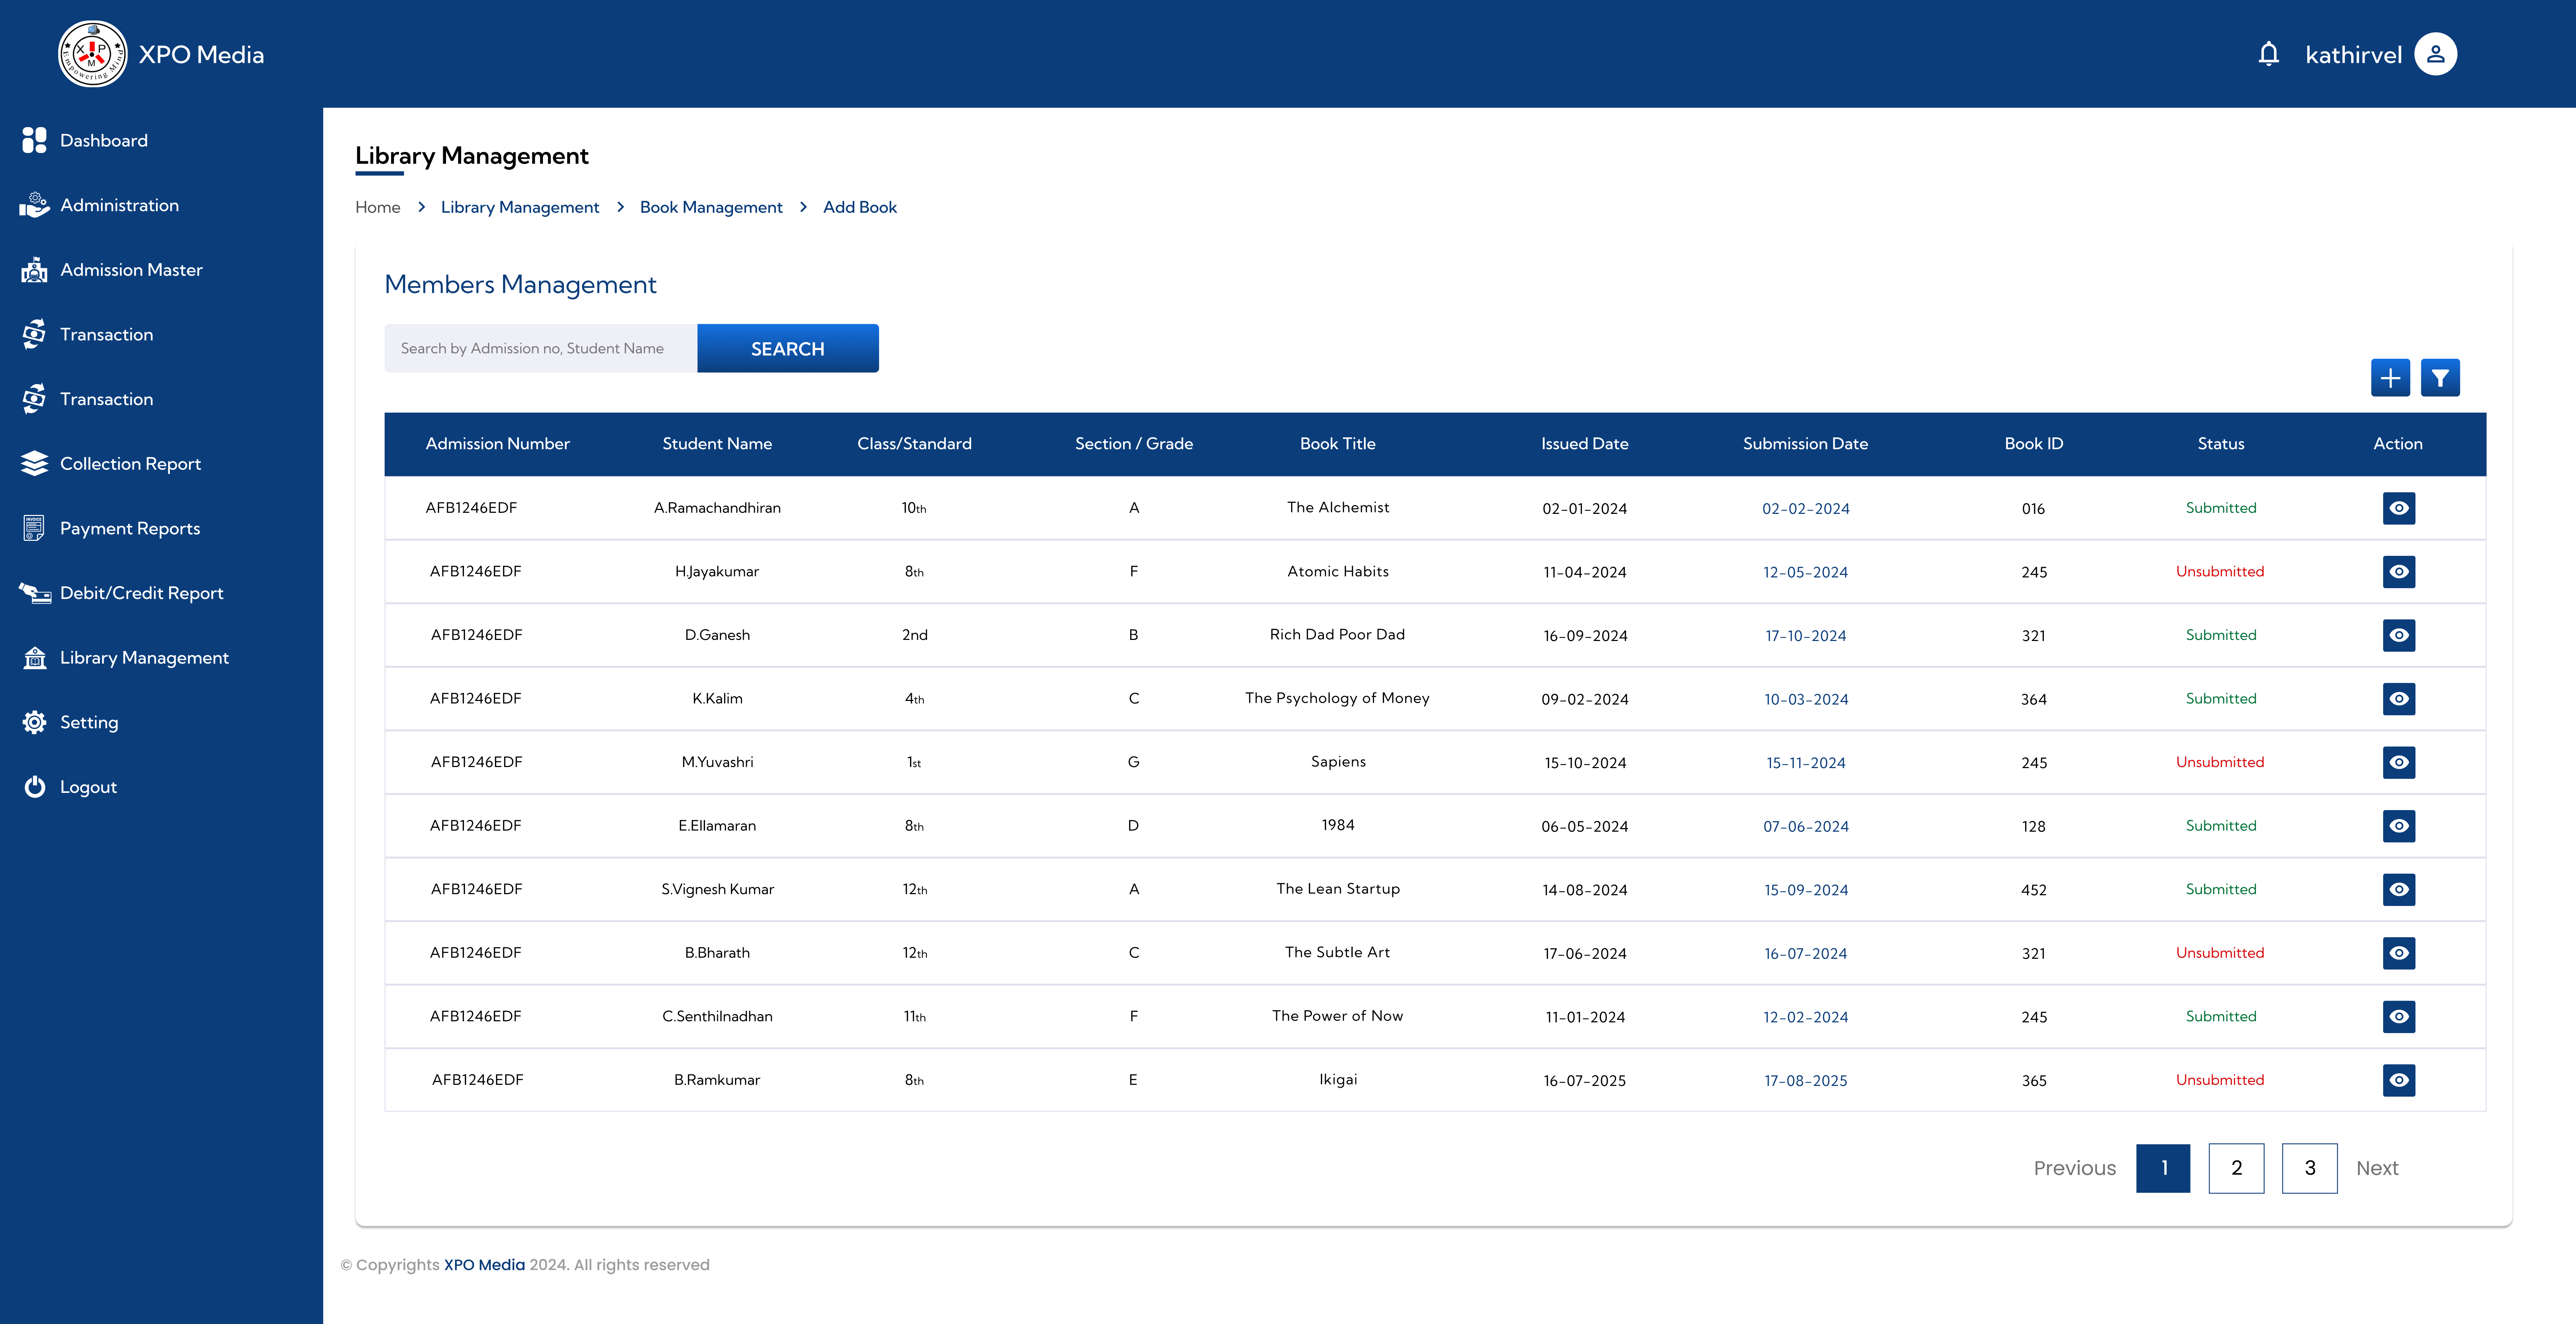 XPO Media
kathirvel
Dashboard
Administration
Admission Master
Transaction
Transaction
Collection Report
Payment Reports
Debit/Credit Report
Library Management
Setting
Logout
Library Management
Home > Library Management > Book Management > Add Book
Members Management
Search by Admission no, Student Name SEARCH
Admission Number Student Name Class/Standard Section / Grade Book Title Issued Date Submission Date Book ID Status Action
AFB1246EDF A.Ramachandhiran 10th A The Alchemist 02-01-2024 02-02-2024 016 Submitted
AFB1246EDF H.Jayakumar 8th F Atomic Habits 11-04-2024 12-05-2024 245 Unsubmitted
AFB1246EDF D.Ganesh 2nd B Rich Dad Poor Dad 16-09-2024 17-10-2024 321 Submitted
AFB1246EDF K.Kalim 4th C The Psychology of Money 09-02-2024 10-03-2024 364 Submitted
AFB1246EDF M.Yuvashri 1st G Sapiens 15-10-2024 15-11-2024 245 Unsubmitted
AFB1246EDF E.Ellamaran 8th D 1984 06-05-2024 07-06-2024 128 Submitted
AFB1246EDF S.Vignesh Kumar 12th A The Lean Startup 14-08-2024 15-09-2024 452 Submitted
AFB1246EDF B.Bharath 12th C The Subtle Art 17-06-2024 16-07-2024 321 Unsubmitted
AFB1246EDF C.Senthilnadhan 11th F The Power of Now 11-01-2024 12-02-2024 245 Submitted
AFB1246EDF B.Ramkumar 8th E Ikigai 16-07-2025 17-08-2025 365 Unsubmitted
Previous 1 2 3 Next
© Copyrights XPO Media 2024. All rights reserved